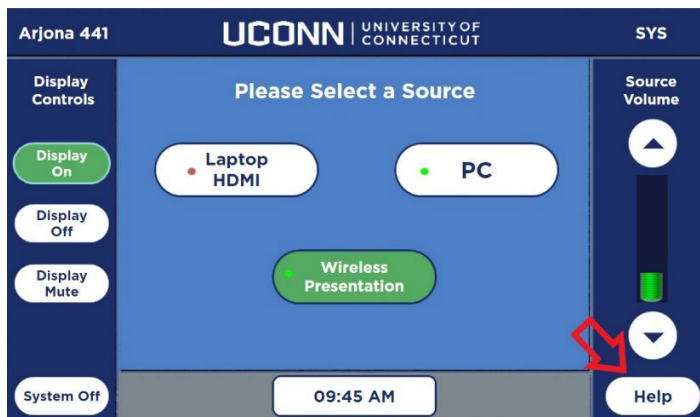 Arjona 441
UCONN | UNIVERSITY OF
CONNECTICUT
SYS
Display
Controls
Please Select a Source
Source
Volume
Display
On
Laptop
HDMI
PC
Display
Off
Display
Mute
Wireless
Presentation
System Off
09:45 AM
Help